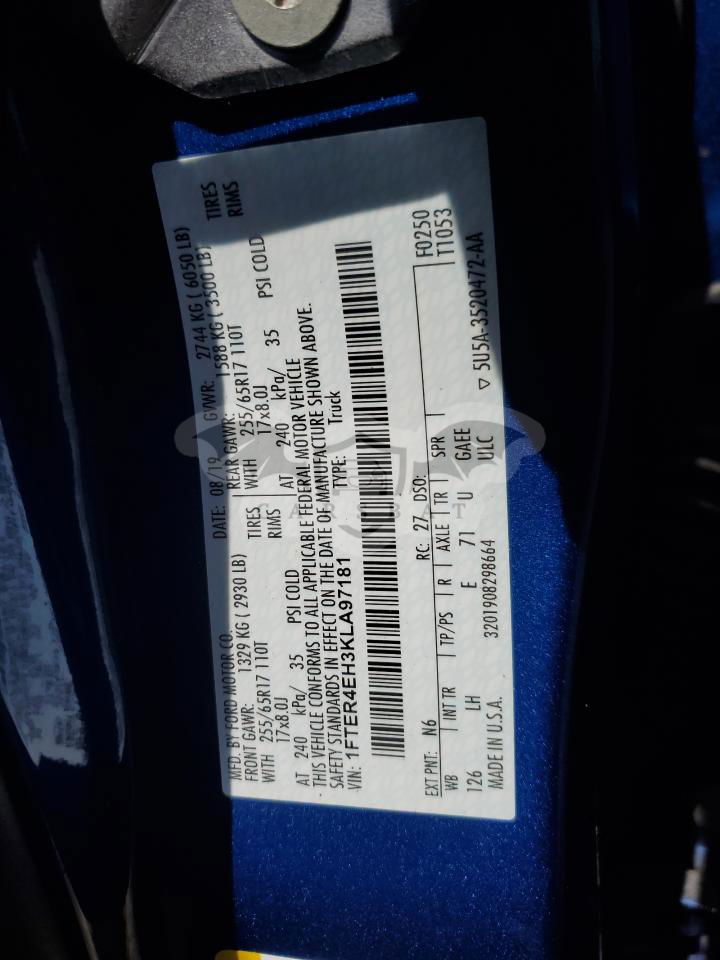 MFD. BY FORD MOTOR CO.
DATE: 08/19 GVWR: 2744 KG ( 6050 LB)
FRONT GAWR: 1329 KG ( 2930 LB) REAR GAWR: 1588 KG ( 3500 LB)
WITH 255/65R17 110T TIRES WITH 255/65R17 110T TIRES
17x8.0J RIMS 17x8.0J RIMS
AT 240 kPa/ 35 PSI COLD AT 240 kPa/ 35 PSI COLD
THIS VEHICLE CONFORMS TO ALL APPLICABLE FEDERAL MOTOR VEHICLE
SAFETY STANDARDS IN EFFECT ON THE DATE OF MANUFACTURE SHOWN ABOVE.
VIN: 1FTER4EH3KLA97181 TYPE: Truck
CARSBAT
EXT PNT: N6 RC: 27 DSO: F0250
WB INT TR TP/PS R AXLE TR SPR T1053
126 LH E 71 U GAEE
MADE IN U.S.A. 3201908298664 ULC
▽ 5U5A-3520472-AA